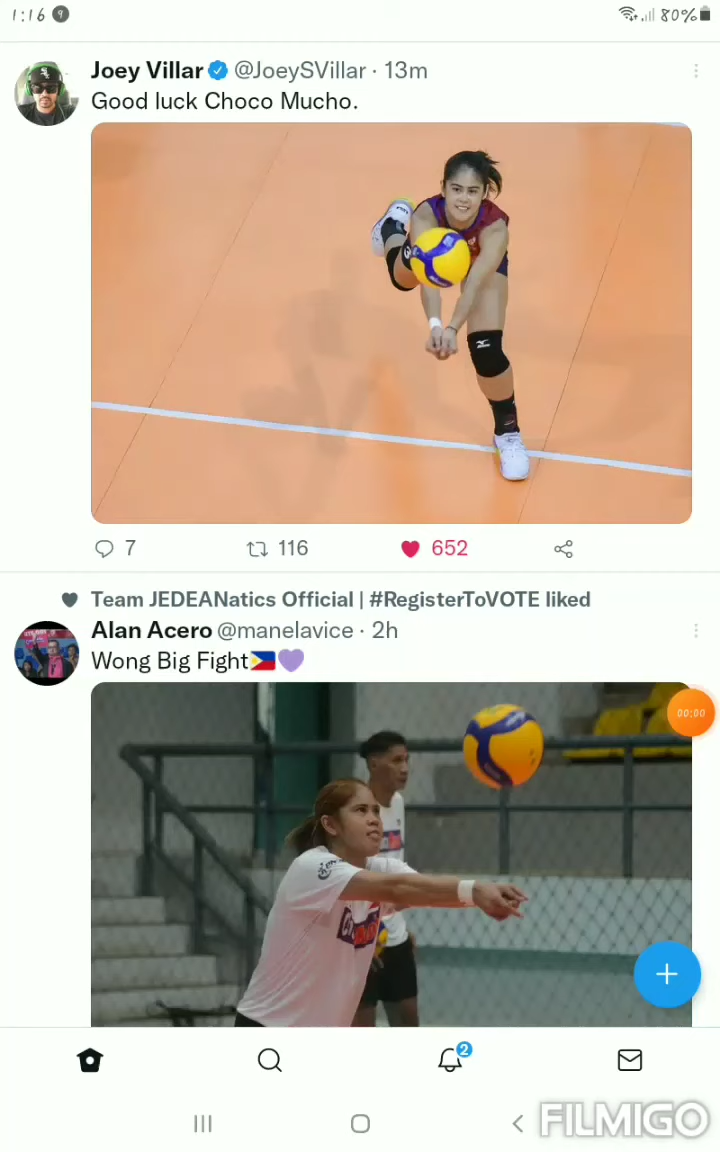 1:16 9 80%
Joey Villar @JoeySVillar · 13m
Good luck Choco Mucho.
7 116 652
Team JEDEANatics Official | #RegisterToVOTE liked
Alan Acero @manelavice · 2h
Wong Big Fight🇵🇭💜
00:00
2
FILMIGO